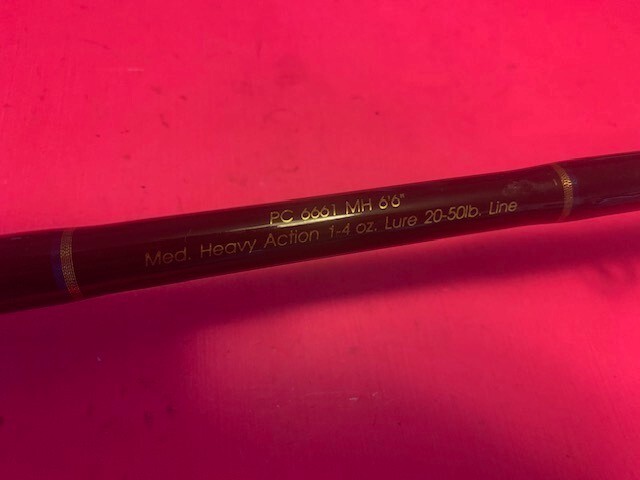 PC 6661 MH 6'6"
Med. Heavy Action 1-4 oz. Lure 20-50lb. Line